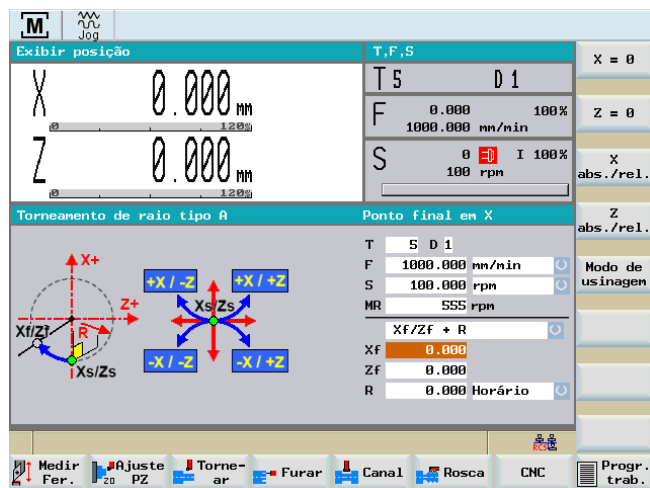 M Jog
Exibir posição
T,F,S
X = 0
X 0.000 mm
0 120%
T 5 D 1
Z = 0
F 0.000 100%
1000.000 mm/min
Z 0.000 mm
0 120%
S 0 I 100%
100 rpm
X
abs./rel.
Z
abs./rel.
Torneamento de raio tipo A
Ponto final em X
Modo de
usinagem
X+
Z+
R
Xf/Zf
Xs/Zs
+X / -Z +X / +Z
Xs/Zs
-X / -Z -X / +Z
T 5 D 1
F 1000.000 mm/min
S 100.000 rpm
MR 555 rpm
Xf/Zf + R
Xf 0.000
Zf 0.000
R 0.000 Horário
RCS
Medir
Fer.
Ajuste
Z0 PZ
Torne-
ar
Furar
Canal
Rosca
CNC
Progr.
trab.